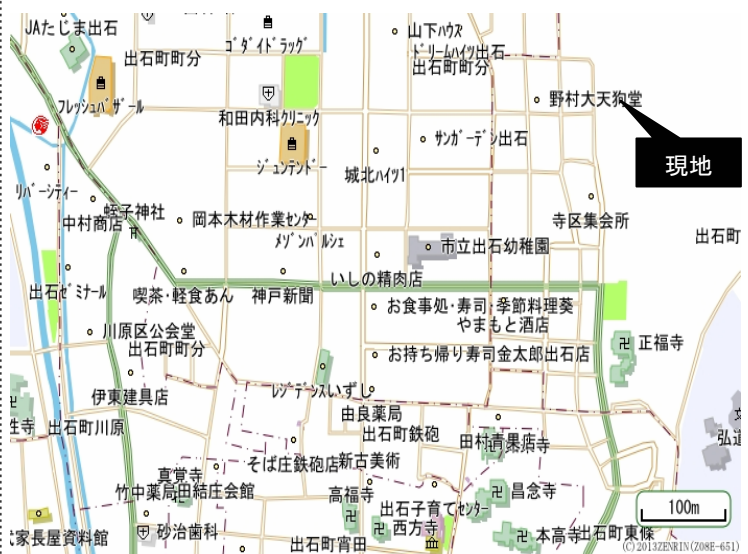 JAたじま出石
出石町町分
ゴダイドラッグ
山下ハウス
ドリームハイツ出石
出石町町分
フレッシュバザール
野村大天狗堂
和田内科クリニック
サンガーデン出石
ジュンテンドー
城北ハイツ1
現地
リバーシティー
蛭子神社
中村商店
岡本木材作業センター
寺区集会所
メゾンパルシェ
市立出石幼稚園
出石町
いしの精肉店
出石ゼミナール
喫茶・軽食あん
神戸新聞
お食事処・寿司・季節料理葵
やまもと酒店
川原区公会堂
出石町町分
正福寺
お持ち帰り寿司金太郎出石店
伊東建具店
レジデンスいずし
由良薬局
性寺
出石町川原
出石町鉄砲
田村青果店
弘道
そば庄鉄砲店
新古美術
真覚寺
竹中薬局
田結庄会館
高福寺
出石子育てセンター
昌念寺
100m
家長屋資料館
砂治歯科
出石町宵田
西方寺
本高寺
出石町東條
(C)2013ZENRIN(Z08E-651)